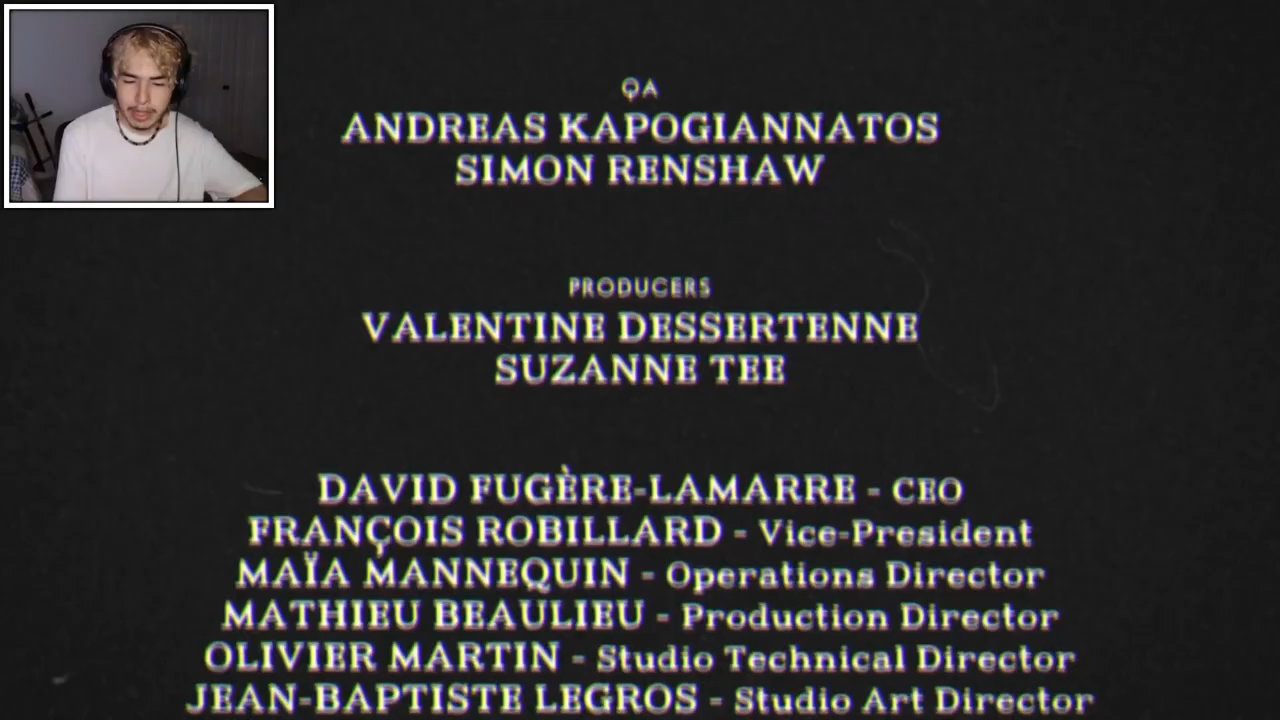 QA
ANDREAS KAPOGIANNATOS
SIMON RENSHAW
PRODUCERS
VALENTINE DESSERTENNE
SUZANNE TEE
DAVID FUGÈRE-LAMARRE - CEO
FRANÇOIS ROBILLARD - Vice-President
MAÏA MANNEQUIN - Operations Director
MATHIEU BEAULIEU - Production Director
OLIVIER MARTIN - Studio Technical Director
JEAN-BAPTISTE LEGROS - Studio Art Director